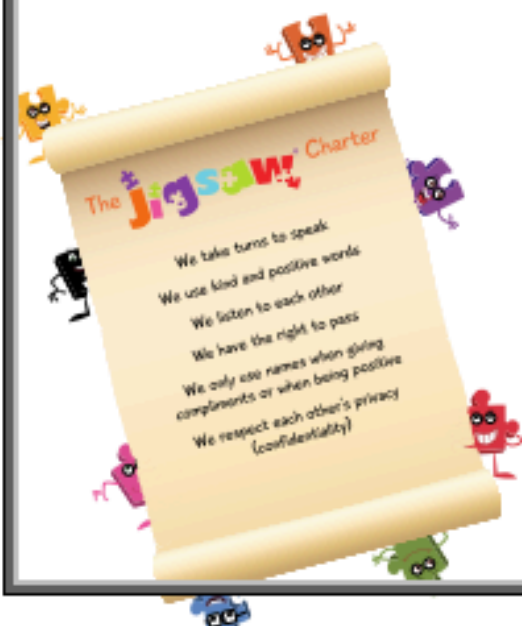 The Jigsaw Charter
We take turns to speak
We use kind and positive words
We listen to each other
We have the right to pass
We only use names when giving
compliments or when being positive
We respect each other's privacy
(confidentiality)